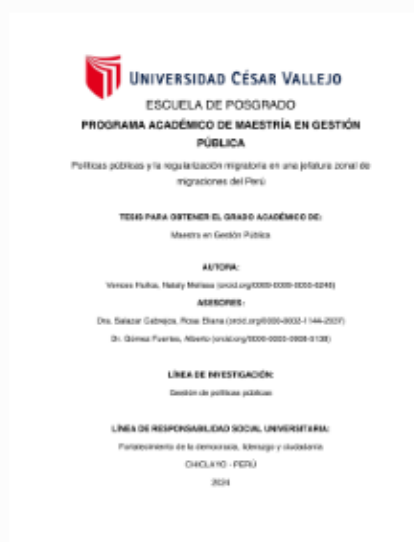 UNIVERSIDAD CÉSAR VALLEJO
ESCUELA DE POSGRADO
PROGRAMA ACADÉMICO DE MAESTRÍA EN GESTIÓN
PÚBLICA
Políticas públicas y la regularización migratoria en una jefatura zonal de
migraciones del Perú
TESIS PARA OBTENER EL GRADO ACADÉMICO DE:
Maestra en Gestión Pública
AUTORA:
Melissa
ASESORES:
Dra. Salazar Cabrejos, Rosa Eliana
Dr. Gómez Fuertes, Alberto
LÍNEA DE INVESTIGACIÓN:
Gestión de políticas públicas
LÍNEA DE RESPONSABILIDAD SOCIAL UNIVERSITARIA:
Fortalecimiento de la democracia, liderazgo y ciudadanía
CHICLAYO - PERÚ
2024